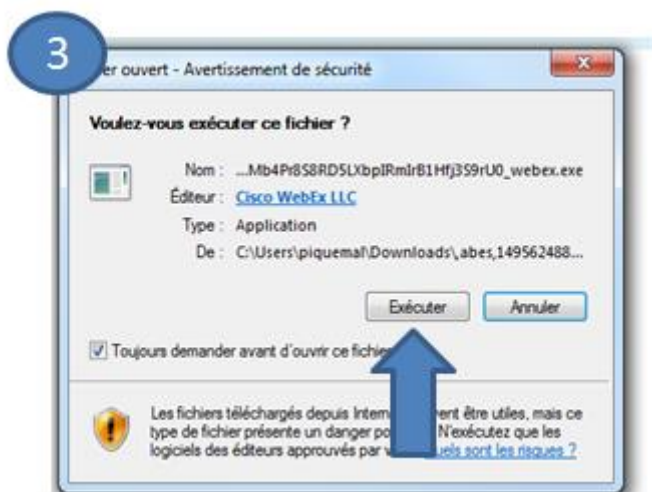 3
er ouvert - Avertissement de sécurité
Voulez-vous exécuter ce fichier ?
Nom : ...Mb4Pr8S8RD5LXbpIRmIrB1Hfj3S9rU0_webex.exe
Éditeur : Cisco WebEx LLC
Type : Application
De : C:\Users\piquemal\Downloads\,abes,149562488...
Exécuter Annuler
Toujours demander avant d'ouvrir ce fichie
Les fichiers téléchargés depuis Intern vent être utiles, mais ce
type de fichier présente un danger po N'exécutez que les
logiciels des éditeurs approuvés par v uels sont les risques ?